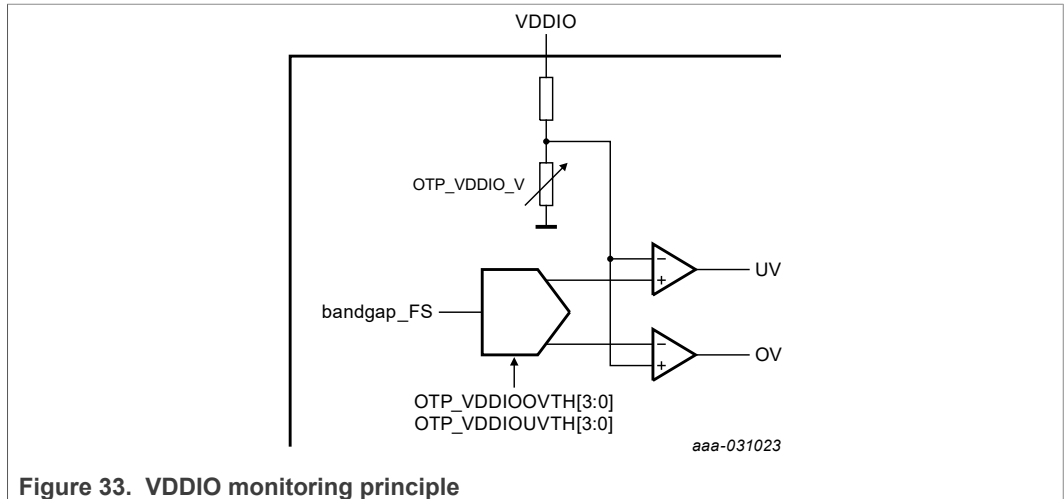 VDDIO
OTP_VDDIO_V
−
+
UV
bandgap_FS
−
+
OV
OTP_VDDIOOVTH[3:0]
OTP_VDDIOUVTH[3:0]
aaa-031023
Figure 33. VDDIO monitoring principle